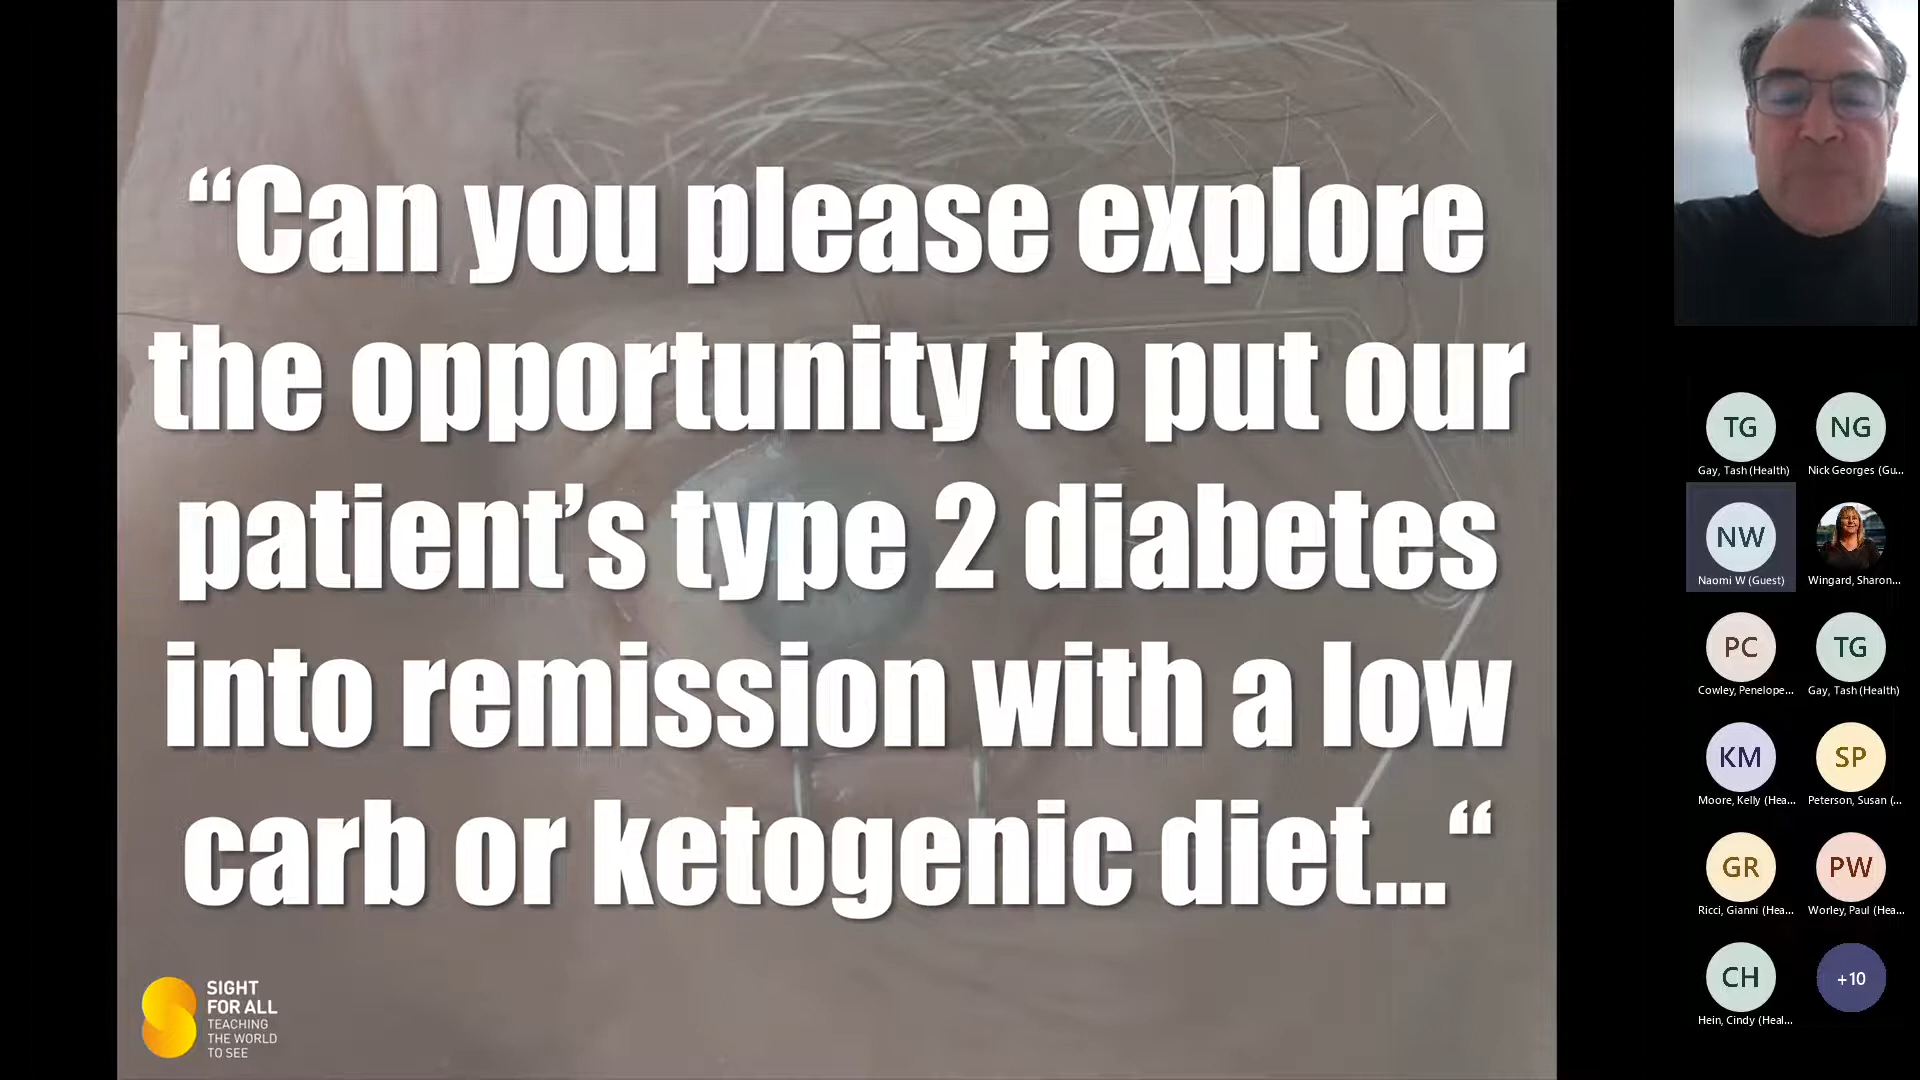 “Can you please explore
the opportunity to put our
patient’s type 2 diabetes
into remission with a low
carb or ketogenic diet...“
SIGHT
FOR ALL
TEACHING
THE WORLD
TO SEE
TG
Gay, Tash (Health)
NG
Nick Georges (Gu...
NW
Naomi W (Guest)
Wingard, Sharon...
PC
Cowley, Penelope...
TG
Gay, Tash (Health)
KM
Moore, Kelly (Hea...
SP
Peterson, Susan (...
GR
Ricci, Gianni (Hea...
PW
Worley, Paul (Hea...
CH
Hein, Cindy (Heal...
+10